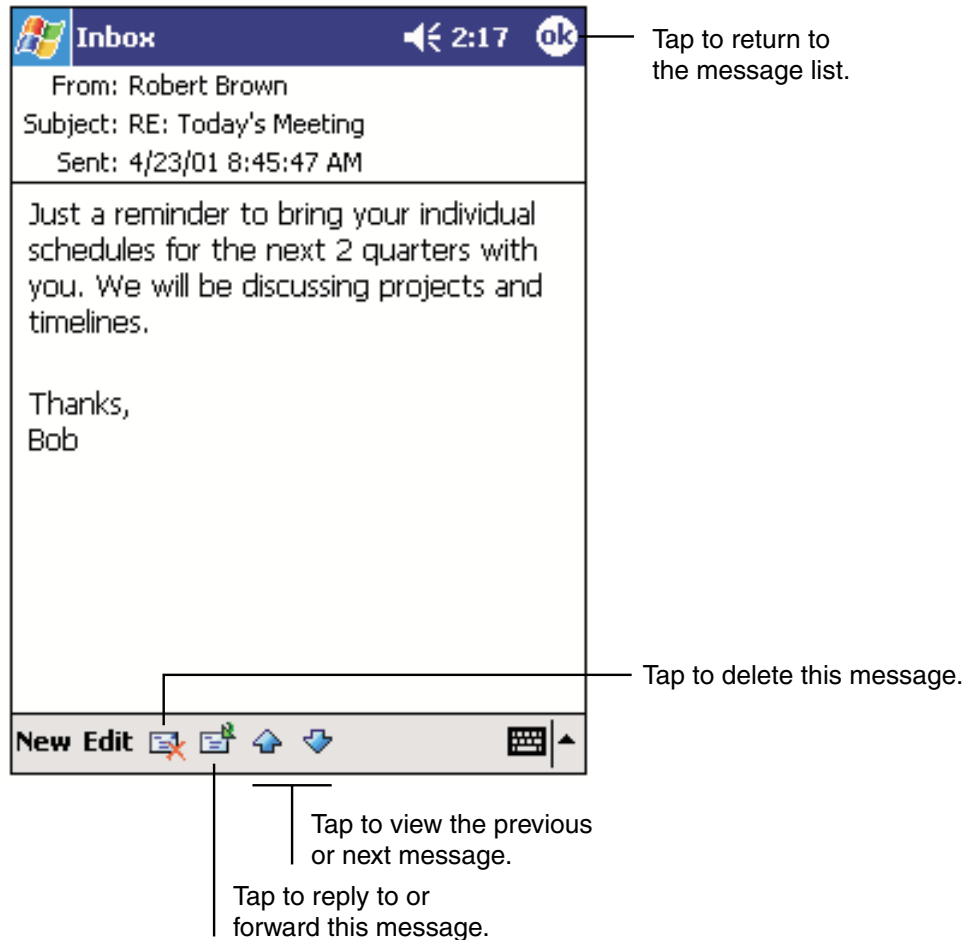 Inbox 2:17 ok
From: Robert Brown
Subject: RE: Today's Meeting
Sent: 4/23/01 8:45:47 AM
Just a reminder to bring your individual
schedules for the next 2 quarters with
you. We will be discussing projects and
timelines.
Thanks,
Bob
New Edit
Tap to return to
the message list.
Tap to delete this message.
Tap to view the previous
or next message.
Tap to reply to or
forward this message.